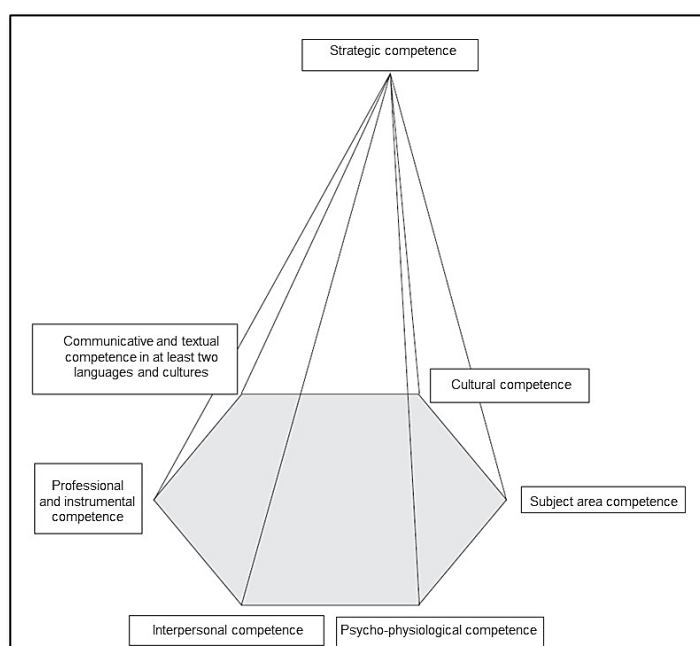 Strategic competence
Communicative and textual
competence in at least two
languages and cultures
Cultural competence
Professional
and instrumental
competence
Subject area competence
Interpersonal competence
Psycho-physiological competence